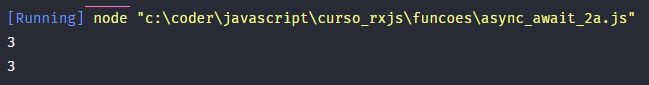 [Running] node "c:\coder\javascript\curso_rxjs\funcoes\async_await_2a.js"
3
3